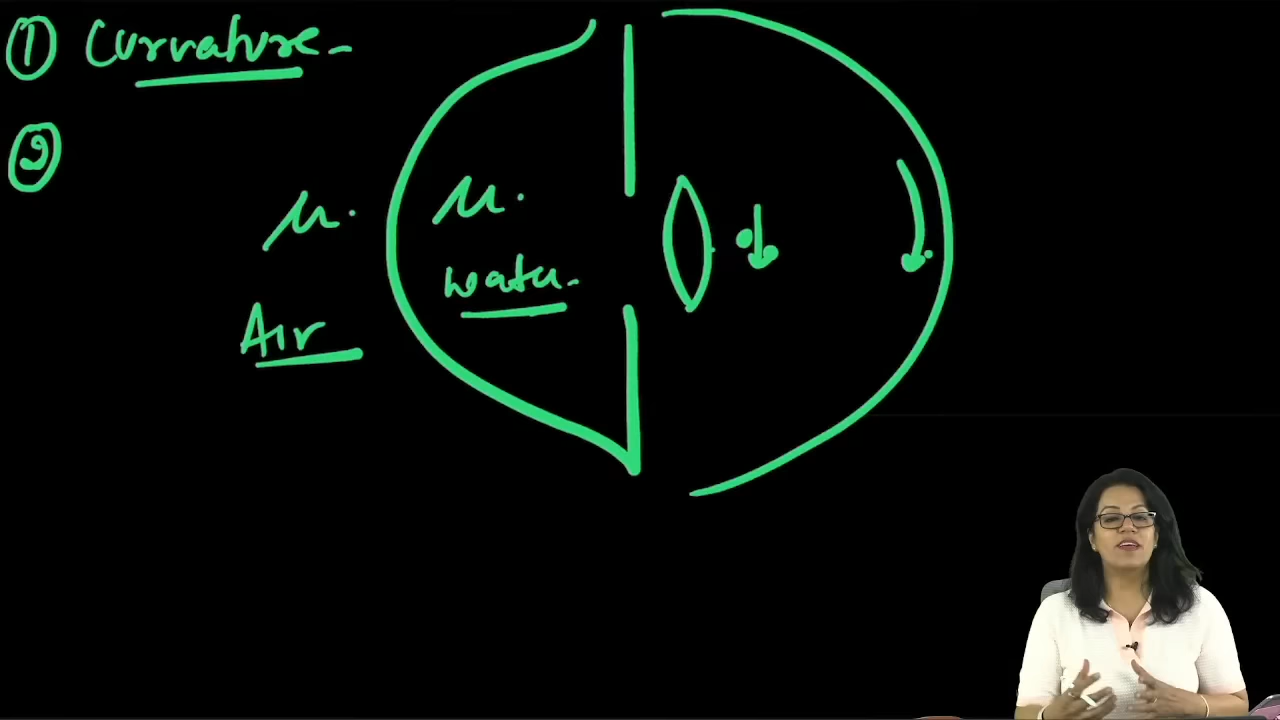 ① Curvature -
②
μ. μ.
water.
Air